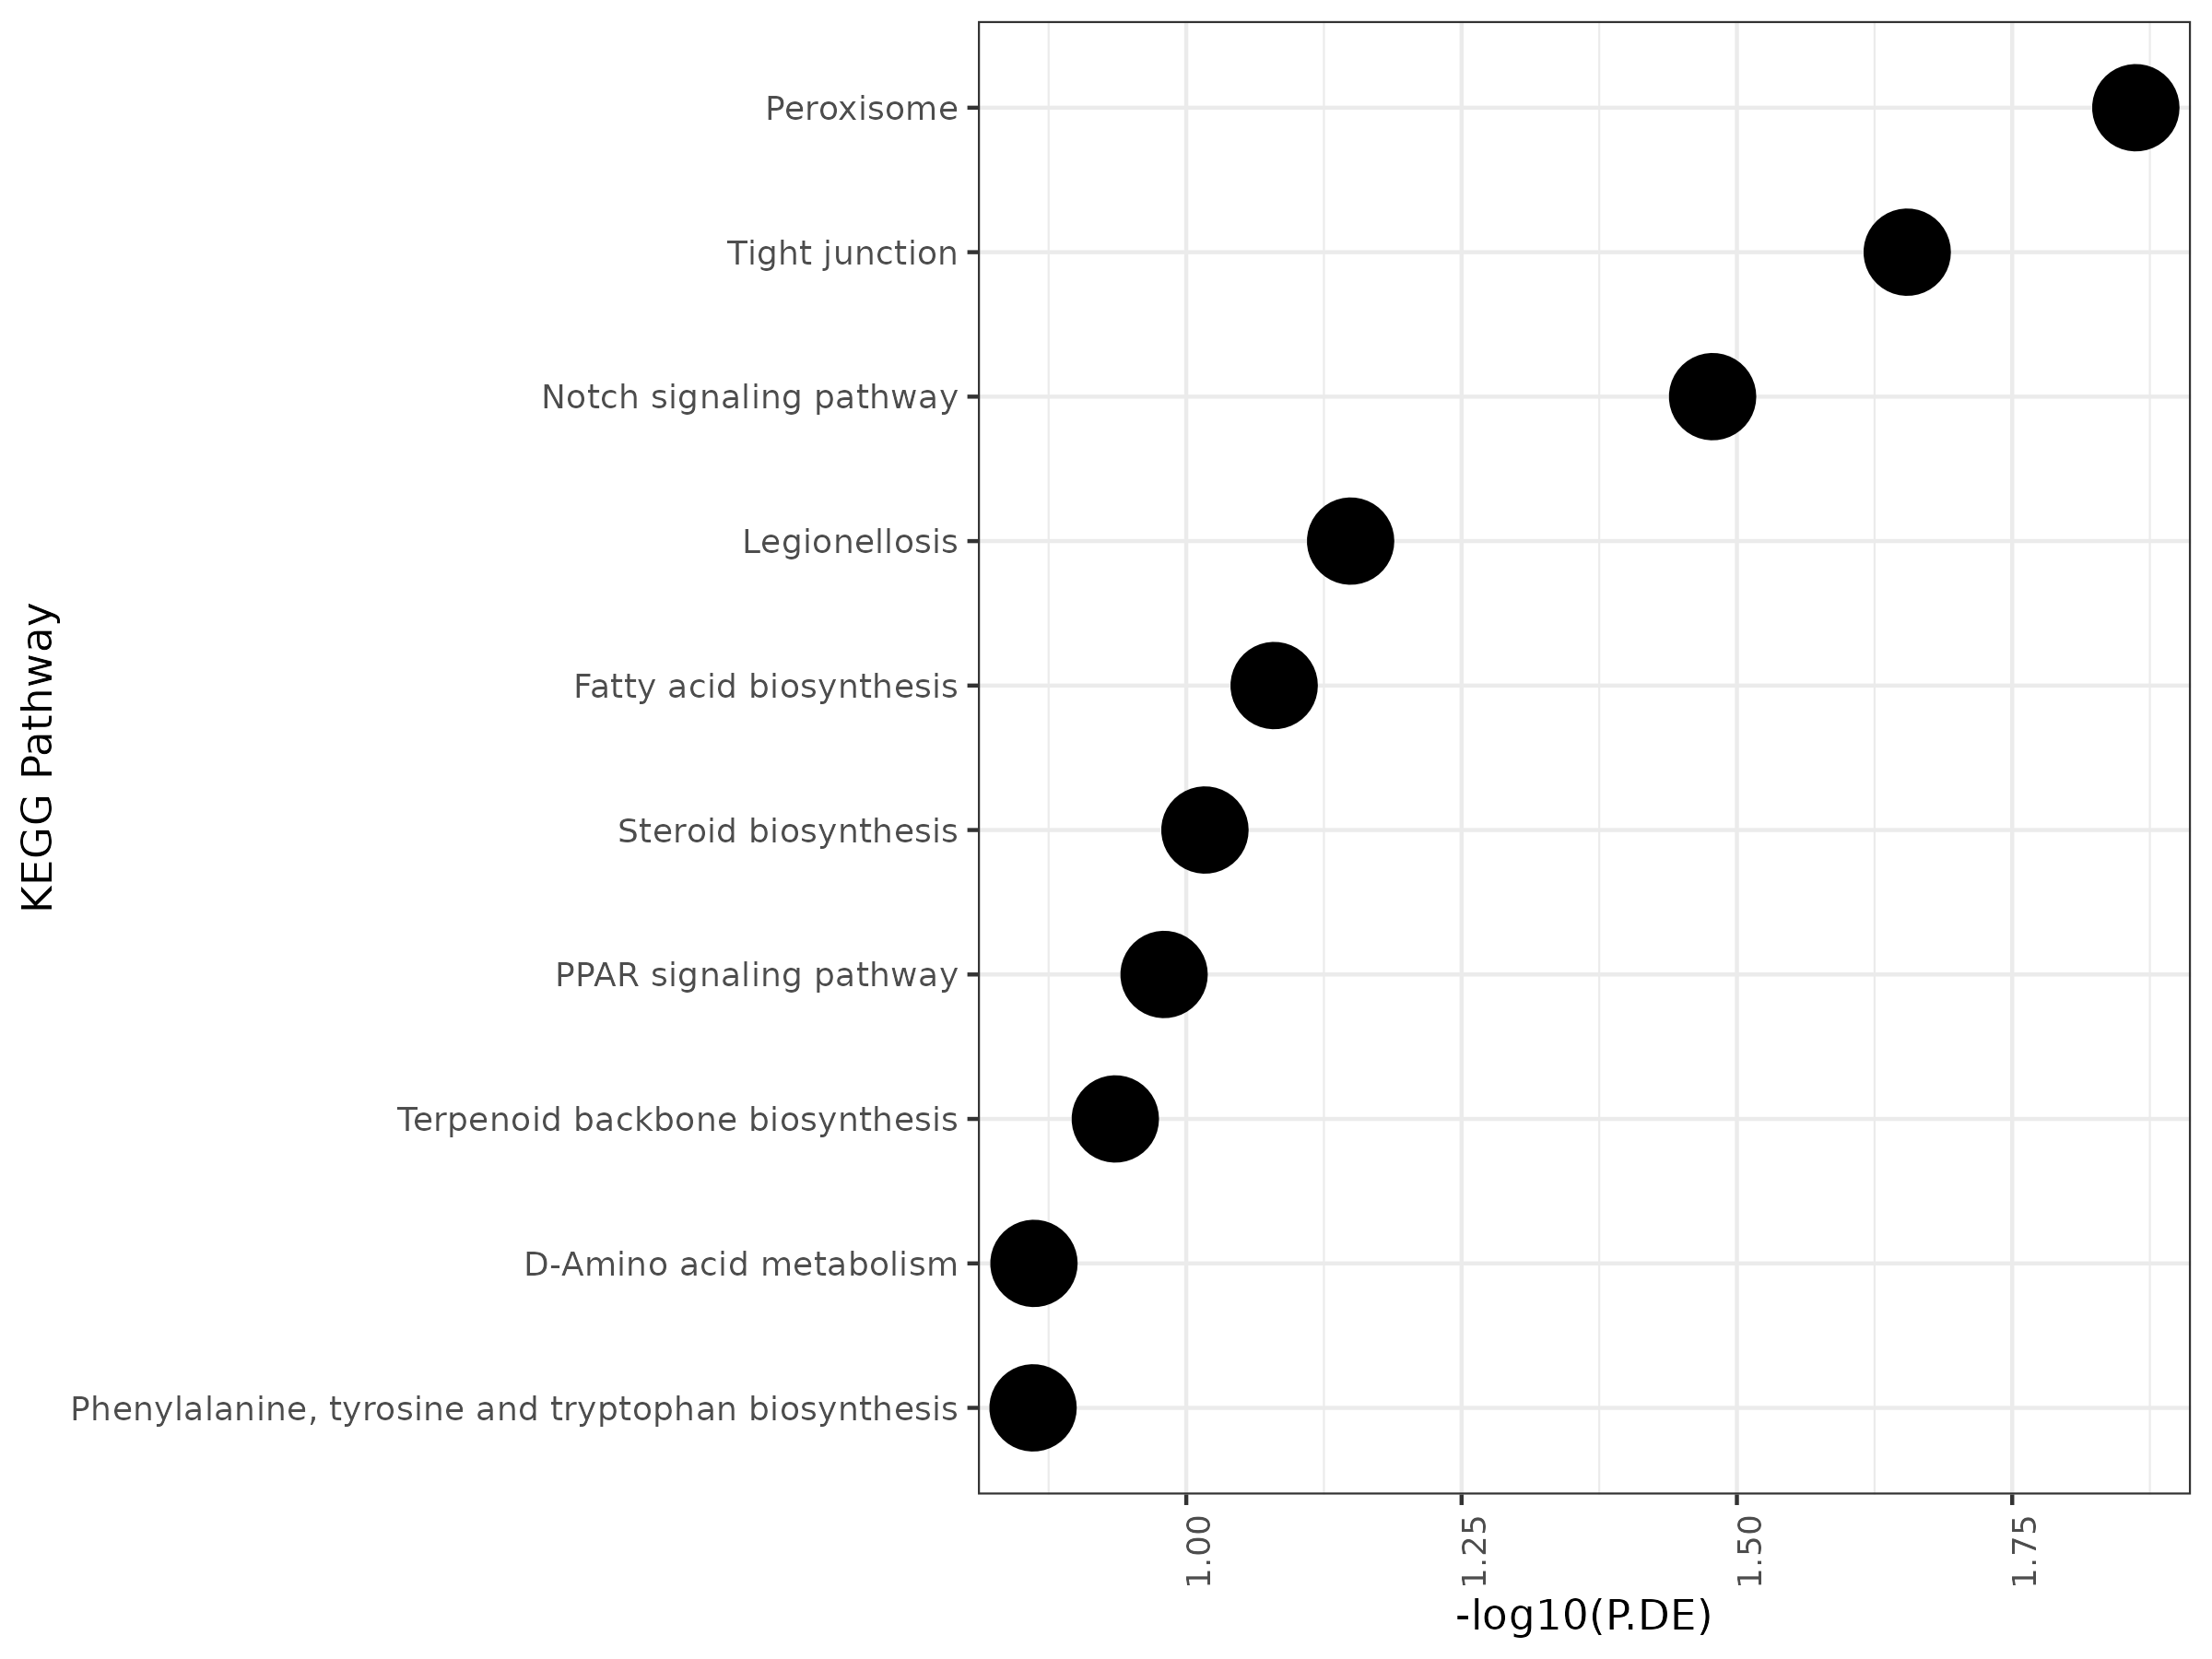 KEGG Pathway
Peroxisome
Tight junction
Notch signaling pathway
Legionellosis
Fatty acid biosynthesis
Steroid biosynthesis
PPAR signaling pathway
Terpenoid backbone biosynthesis
D-Amino acid metabolism
Phenylalanine, tyrosine and tryptophan biosynthesis
1.00
1.25
1.50
1.75
-log10(P.DE)